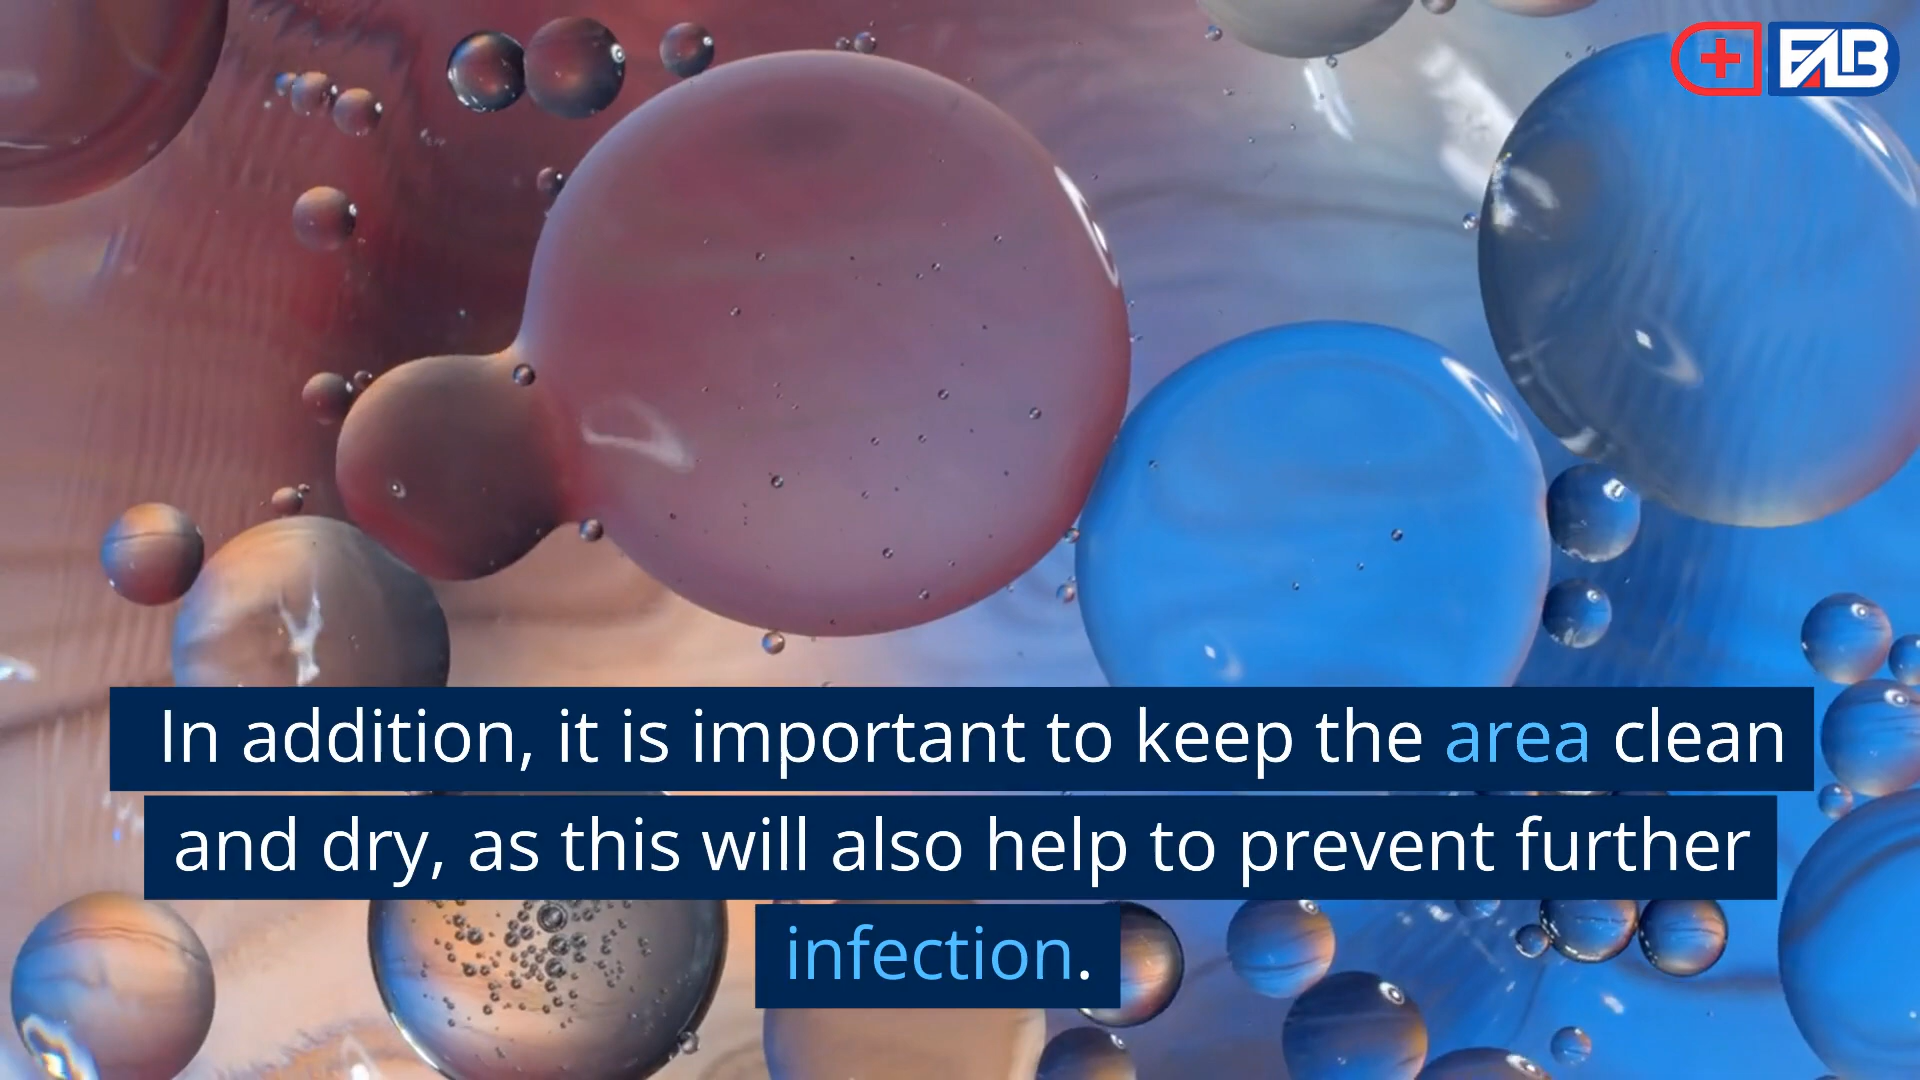 FAB
In addition, it is important to keep the area clean
and dry, as this will also help to prevent further
infection.